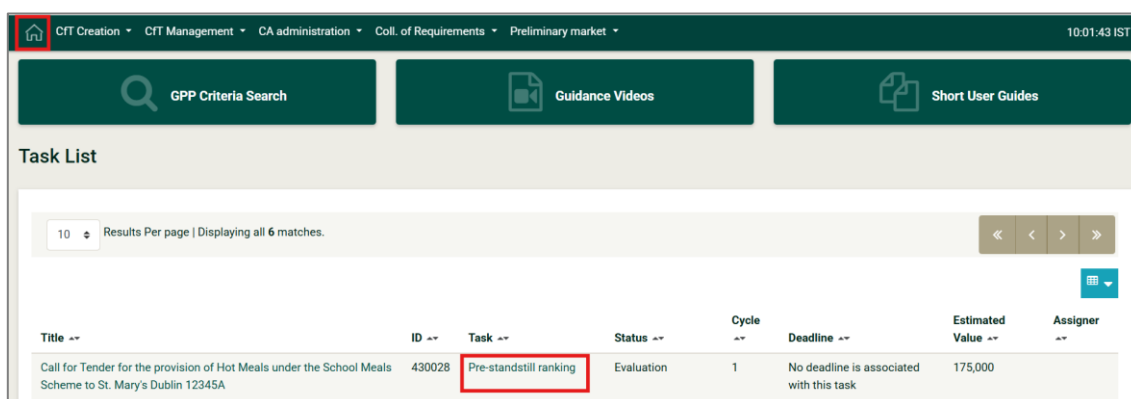 CfT Creation CfT Management CA administration Coll. of Requirements Preliminary market 10:01:43 IST
GPP Criteria Search Guidance Videos Short User Guides
Task List
10 Results Per page | Displaying all 6 matches.
« < > »
Cycle Estimated Assigner
Title ID Task Status Deadline Value
Call for Tender for the provision of Hot Meals under the School Meals 430028 Pre-standstill ranking Evaluation 1 No deadline is associated 175,000
Scheme to St. Mary's Dublin 12345A with this task